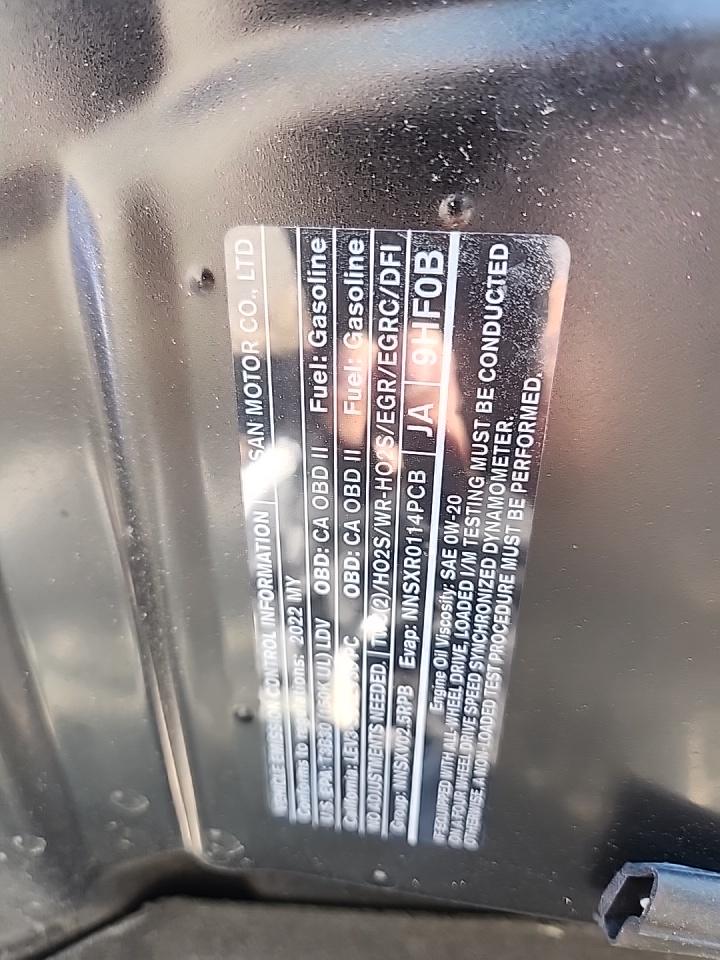 VEHICLE EMISSION CONTROL INFORMATION SAN MOTOR CO., LTD
Conforms to regulations: 2022 MY
US EPA: T3B30 (150K UL) LDV OBD: CA OBD II Fuel: Gasoline
California: PC OBD: CA OBD II Fuel: Gasoline
NO ADJUSTMENTS NEEDED. (2)/HO2S/WR-HO2S/EGR/EGRC/DFI
Group: NNSXV02.5RPB Evap: NNSXR0114PCB JA 9HF0B
Engine Oil Viscosity: SAE 0W-20
IF EQUIPPED WITH ALL-WHEEL DRIVE, LOADED I/M TESTING MUST BE CONDUCTED
ON A FOUR WHEEL DRIVE SPEED SYNCHRONIZED DYNAMOMETER.
OTHERWISE A NON-LOADED TEST PROCEDURE MUST BE PERFORMED.